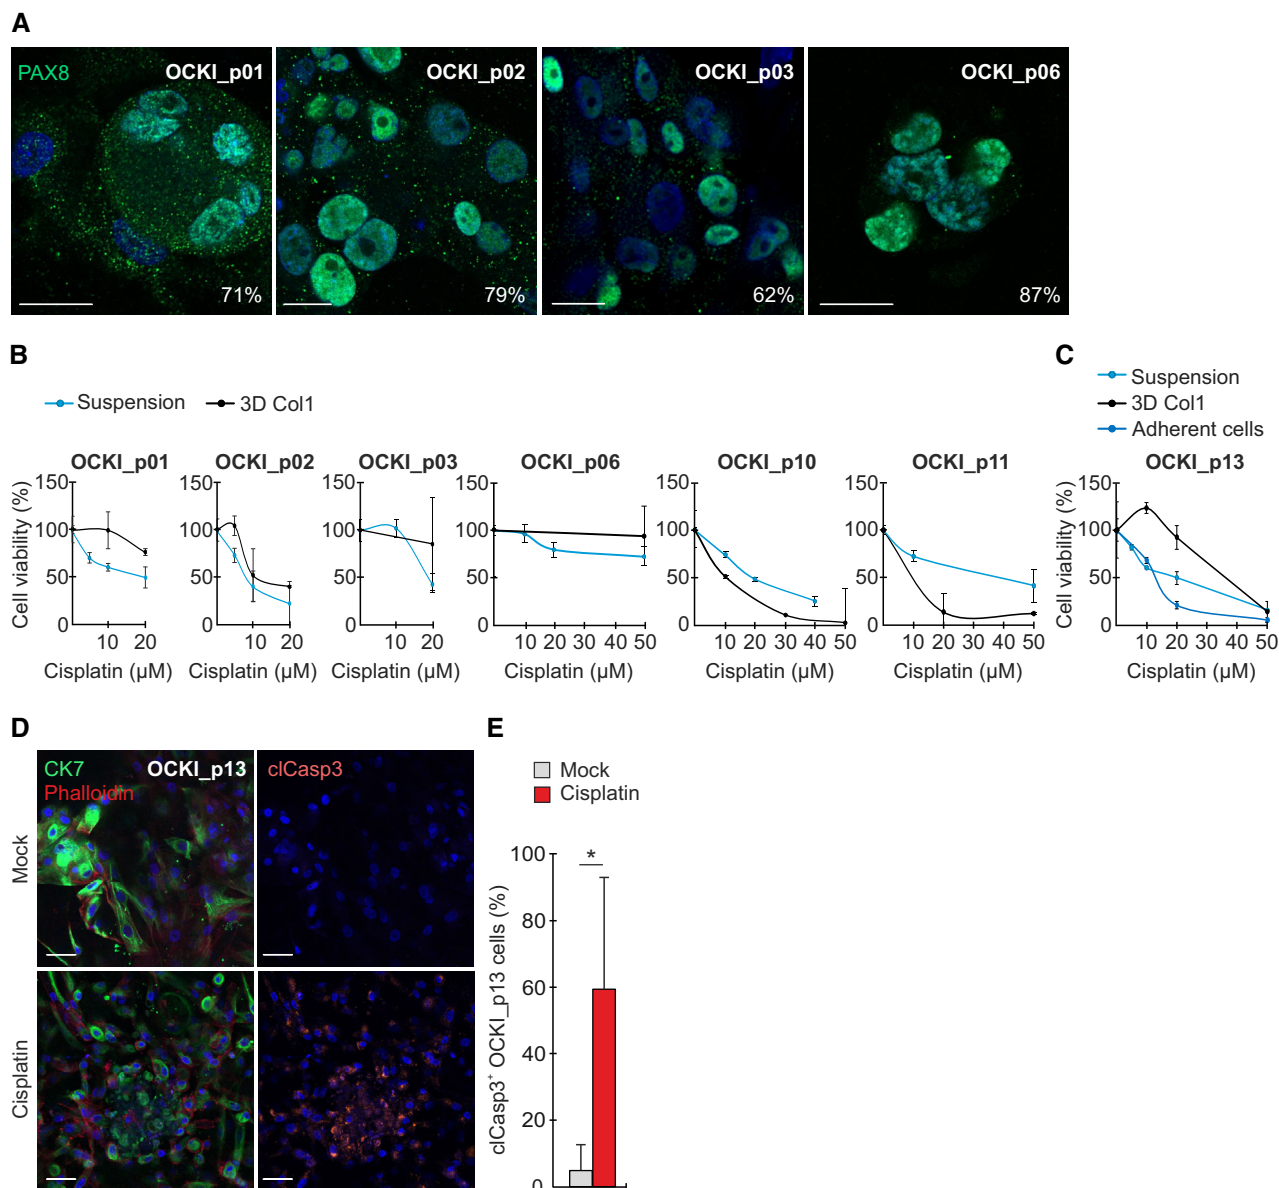 A
PAX8 OCKI_p01 OCKI_p02 OCKI_p03 OCKI_p06
71% 79% 62% 87%
B
Suspension 3D Col1
OCKI_p01 OCKI_p02 OCKI_p03 OCKI_p06 OCKI_p10 OCKI_p11
Cell viability (%)
150 150 150 150 150 150
100 100 100 100 100 100
50 50 50 50 50 50
0 0 0 0 0 0
10 20 10 20 10 20 10 20 30 40 50 10 20 30 40 50 10 20 30 40 50
Cisplatin (µM) Cisplatin (µM) Cisplatin (µM) Cisplatin (µM) Cisplatin (µM) Cisplatin (µM)
C
Suspension
3D Col1
Adherent cells
OCKI_p13
Cell viability (%)
150
100
50
0
10 20 30 40 50
Cisplatin (µM)
D
CK7 OCKI_p13 clCasp3
Phalloidin
Mock
Cisplatin
E
Mock
Cisplatin
clCasp3⁺ OCKI_p13 cells (%)
100
80
60
40
20
0
*